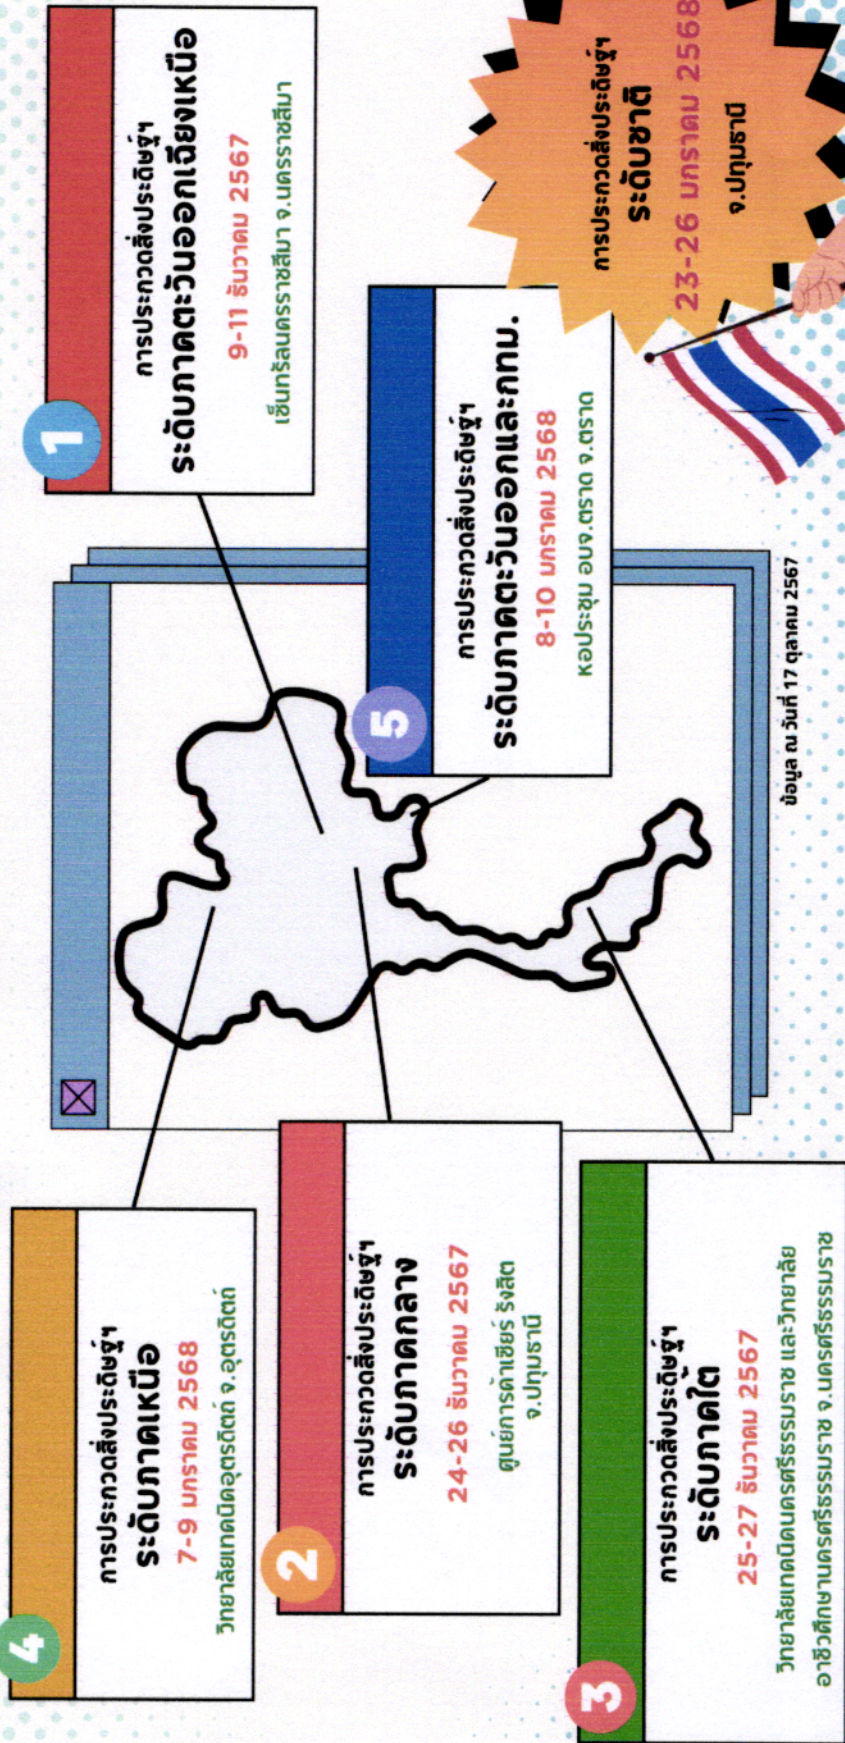 4
การประกวดสิ่งประดิษฐ์ฯ
ระดับภาคเหนือ
7-9 มกราคม 2568
วิทยาลัยเทคนิคอุตรดิตถ์ จ.อุตรดิตถ์
1
การประกวดสิ่งประดิษฐ์ฯ
ระดับภาคตะวันออกเฉียงเหนือ
9-11 ธันวาคม 2567
เซ็นทรัลนครราชสีมา จ.นครราชสีมา
2
การประกวดสิ่งประดิษฐ์ฯ
ระดับภาคกลาง
24-26 ธันวาคม 2567
ศูนย์การค้าเซียร์ รังสิต
จ.ปทุมธานี
5
การประกวดสิ่งประดิษฐ์ฯ
ระดับภาคตะวันออกและกทม.
8-10 มกราคม 2568
หอประชุม อบจ.ตราด จ.ตราด
3
การประกวดสิ่งประดิษฐ์ฯ
ระดับภาคใต้
25-27 ธันวาคม 2567
วิทยาลัยเทคนิคนครศรีธรรมราช และวิทยาลัย
อาชีวศึกษานครศรีธรรมราช จ.นครศรีธรรมราช
การประกวดสิ่งประดิษฐ์ฯ
ระดับชาติ
23-26 มกราคม 2568
จ.ปทุมธานี
ข้อมูล ณ วันที่ 17 ตุลาคม 2567